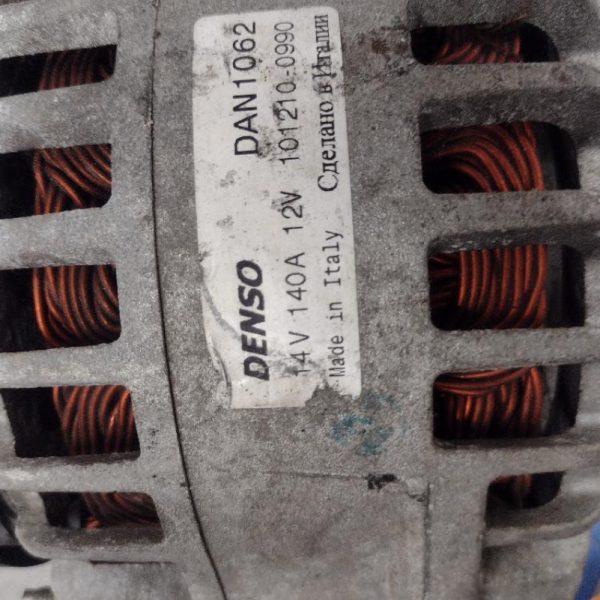 DENSO DAN1062
14V 140A 12V 101210-0990
Made in Italy Сделано в Италии